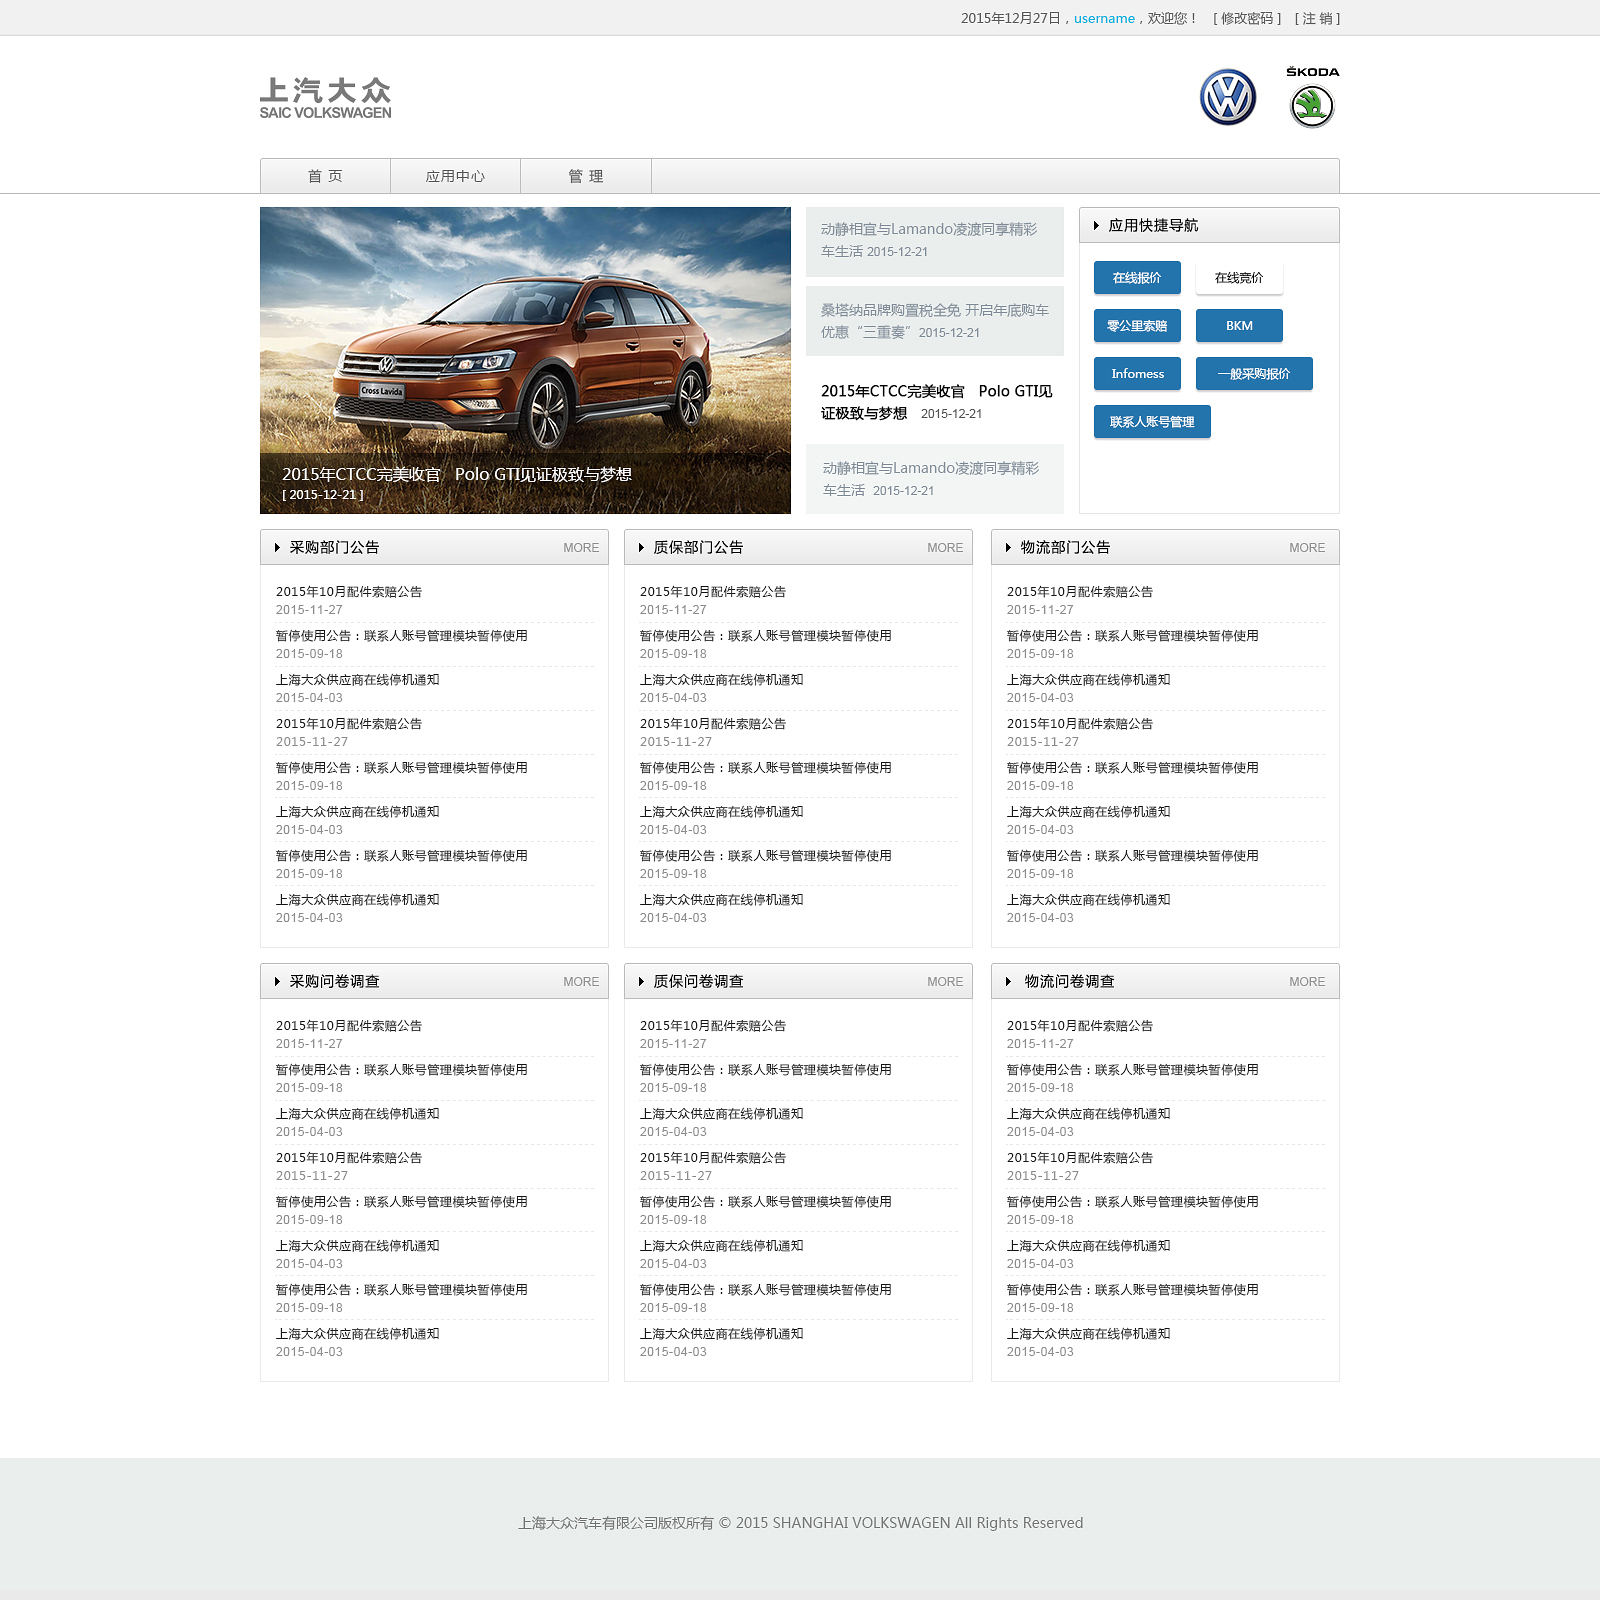 2015年12月27日，username，欢迎您！ [ 修改密码 ] [ 注 销 ]
上汽大众
SAIC VOLKSWAGEN
ŠKODA
首 页 应用中心 管 理
Cross Lavida
CROSS LAVIDA
2015年CTCC完美收官 Polo GTI见证极致与梦想
[ 2015-12-21 ]
动静相宜与Lamando凌渡同享精彩
车生活 2015-12-21
桑塔纳品牌购置税全免 开启年底购车
优惠“三重奏” 2015-12-21
2015年CTCC完美收官 Polo GTI见
证极致与梦想 2015-12-21
动静相宜与Lamando凌渡同享精彩
车生活 2015-12-21
应用快捷导航
在线报价 在线竞价
零公里索赔 BKM
Infomess 一般采购报价
联系人账号管理
采购部门公告 MORE
2015年10月配件索赔公告
2015-11-27
暂停使用公告：联系人账号管理模块暂停使用
2015-09-18
上海大众供应商在线停机通知
2015-04-03
2015年10月配件索赔公告
2015-11-27
暂停使用公告：联系人账号管理模块暂停使用
2015-09-18
上海大众供应商在线停机通知
2015-04-03
暂停使用公告：联系人账号管理模块暂停使用
2015-09-18
上海大众供应商在线停机通知
2015-04-03
质保部门公告 MORE
2015年10月配件索赔公告
2015-11-27
暂停使用公告：联系人账号管理模块暂停使用
2015-09-18
上海大众供应商在线停机通知
2015-04-03
2015年10月配件索赔公告
2015-11-27
暂停使用公告：联系人账号管理模块暂停使用
2015-09-18
上海大众供应商在线停机通知
2015-04-03
暂停使用公告：联系人账号管理模块暂停使用
2015-09-18
上海大众供应商在线停机通知
2015-04-03
物流部门公告 MORE
2015年10月配件索赔公告
2015-11-27
暂停使用公告：联系人账号管理模块暂停使用
2015-09-18
上海大众供应商在线停机通知
2015-04-03
2015年10月配件索赔公告
2015-11-27
暂停使用公告：联系人账号管理模块暂停使用
2015-09-18
上海大众供应商在线停机通知
2015-04-03
暂停使用公告：联系人账号管理模块暂停使用
2015-09-18
上海大众供应商在线停机通知
2015-04-03
采购问卷调查 MORE
2015年10月配件索赔公告
2015-11-27
暂停使用公告：联系人账号管理模块暂停使用
2015-09-18
上海大众供应商在线停机通知
2015-04-03
2015年10月配件索赔公告
2015-11-27
暂停使用公告：联系人账号管理模块暂停使用
2015-09-18
上海大众供应商在线停机通知
2015-04-03
暂停使用公告：联系人账号管理模块暂停使用
2015-09-18
上海大众供应商在线停机通知
2015-04-03
质保问卷调查 MORE
2015年10月配件索赔公告
2015-11-27
暂停使用公告：联系人账号管理模块暂停使用
2015-09-18
上海大众供应商在线停机通知
2015-04-03
2015年10月配件索赔公告
2015-11-27
暂停使用公告：联系人账号管理模块暂停使用
2015-09-18
上海大众供应商在线停机通知
2015-04-03
暂停使用公告：联系人账号管理模块暂停使用
2015-09-18
上海大众供应商在线停机通知
2015-04-03
物流问卷调查 MORE
2015年10月配件索赔公告
2015-11-27
暂停使用公告：联系人账号管理模块暂停使用
2015-09-18
上海大众供应商在线停机通知
2015-04-03
2015年10月配件索赔公告
2015-11-27
暂停使用公告：联系人账号管理模块暂停使用
2015-09-18
上海大众供应商在线停机通知
2015-04-03
暂停使用公告：联系人账号管理模块暂停使用
2015-09-18
上海大众供应商在线停机通知
2015-04-03
上海大众汽车有限公司版权所有 © 2015 SHANGHAI VOLKSWAGEN All Rights Reserved